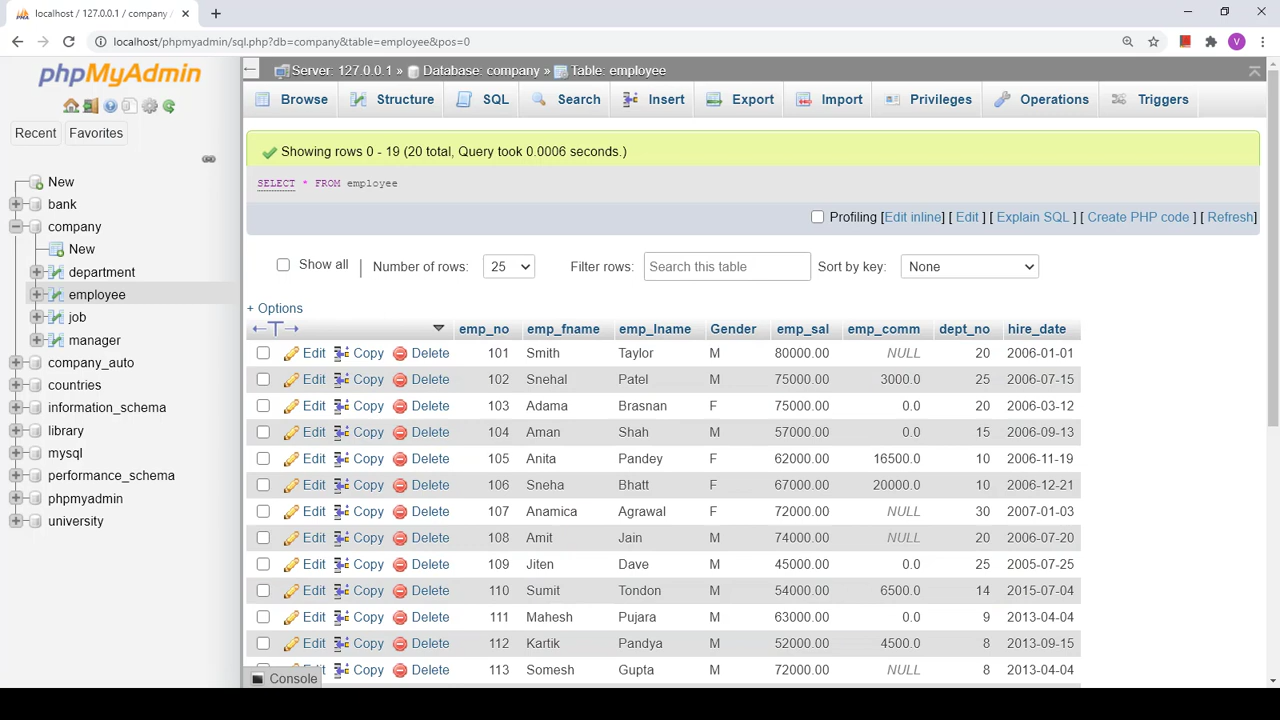 localhost / 127.0.0.1 / company /
localhost/phpmyadmin/sql.php?db=company&table=employee&pos=0
V
phpMyAdmin
Recent Favorites
New
bank
company
New
department
employee
job
manager
company_auto
countries
information_schema
library
mysql
performance_schema
phpmyadmin
university
Server: 127.0.0.1 » Database: company » Table: employee
Browse Structure SQL Search Insert Export Import Privileges Operations Triggers
Showing rows 0 - 19 (20 total, Query took 0.0006 seconds.)
SELECT * FROM employee
Profiling [Edit inline] [ Edit ] [ Explain SQL ] [ Create PHP code ] [ Refresh]
Show all | Number of rows: 25 Filter rows: Search this table Sort by key: None
+ Options
←T→ emp_no emp_fname emp_lname Gender emp_sal emp_comm dept_no hire_date
Edit Copy Delete 101 Smith Taylor M 80000.00 NULL 20 2006-01-01
Edit Copy Delete 102 Snehal Patel M 75000.00 3000.0 25 2006-07-15
Edit Copy Delete 103 Adama Brasnan F 75000.00 0.0 20 2006-03-12
Edit Copy Delete 104 Aman Shah M 57000.00 0.0 15 2006-09-13
Edit Copy Delete 105 Anita Pandey F 62000.00 16500.0 10 2006-11-19
Edit Copy Delete 106 Sneha Bhatt F 67000.00 20000.0 10 2006-12-21
Edit Copy Delete 107 Anamica Agrawal F 72000.00 NULL 30 2007-01-03
Edit Copy Delete 108 Amit Jain M 74000.00 NULL 20 2006-07-20
Edit Copy Delete 109 Jiten Dave M 45000.00 0.0 25 2005-07-25
Edit Copy Delete 110 Sumit Tondon M 54000.00 6500.0 14 2015-07-04
Edit Copy Delete 111 Mahesh Pujara M 63000.00 0.0 9 2013-04-04
Edit Copy Delete 112 Kartik Pandya M 52000.00 4500.0 8 2013-09-15
Edit Copy Delete 113 Somesh Gupta M 72000.00 NULL 8 2013-04-04
Console